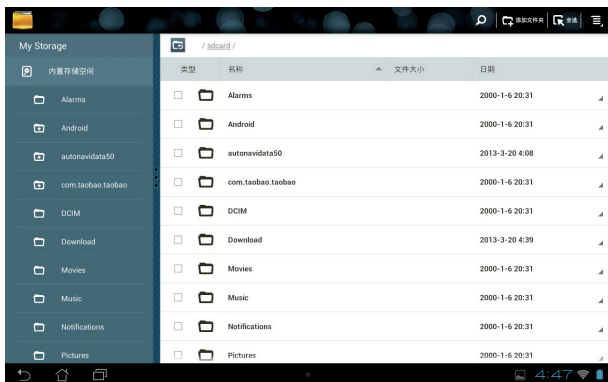 添加文件夹 全选
My Storage
/ sdcard /
内置存储空间
类型 名称 文件大小 日期
Alarms
Android
autonavidata50
com.taobao.taobao
DCIM
Download
Movies
Music
Notifications
Pictures
Alarms 2000-1-6 20:31
Android 2000-1-6 20:31
autonavidata50 2013-3-20 4:08
com.taobao.taobao 2000-1-6 20:31
DCIM 2000-1-6 20:31
Download 2013-3-20 4:39
Movies 2000-1-6 20:31
Music 2000-1-6 20:31
Notifications 2000-1-6 20:31
Pictures 2000-1-6 20:31
4:47